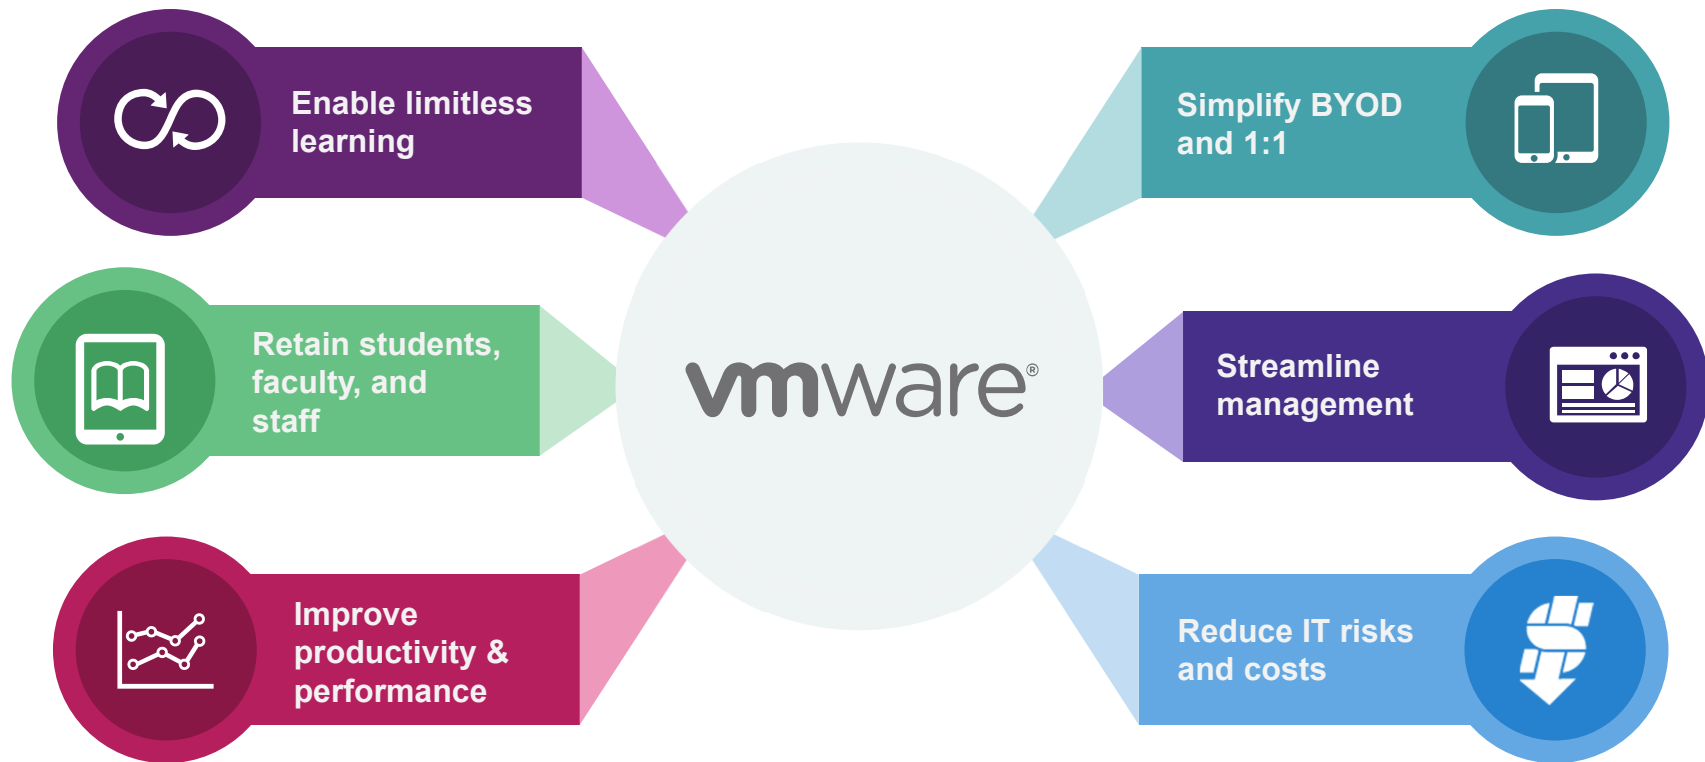 Enable limitless
learning
Retain students,
faculty, and
staff
Improve
productivity &
performance
vmware®
Simplify BYOD
and 1:1
Streamline
management
Reduce IT risks
and costs